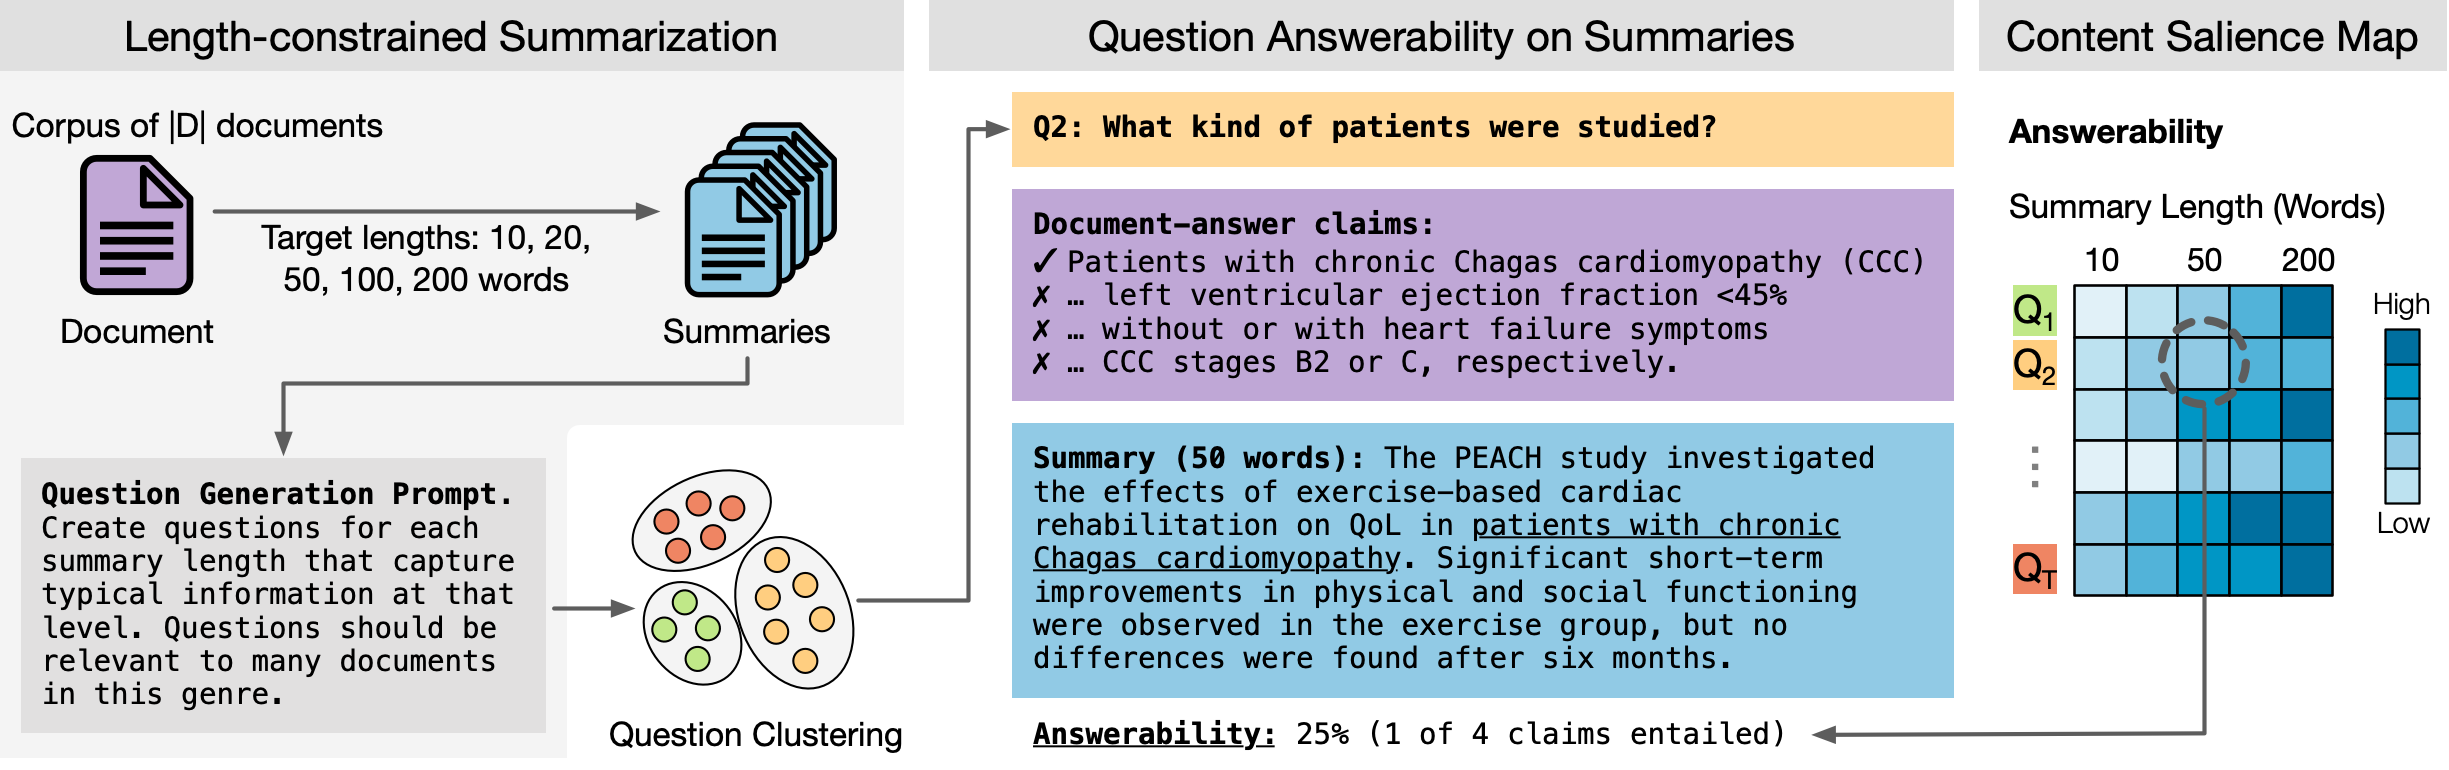 Length-constrained Summarization
Corpus of |D| documents
Target lengths: 10, 20,
50, 100, 200 words
Document
Summaries
Question Generation Prompt.
Create questions for each
summary length that capture
typical information at that
level. Questions should be
relevant to many documents
in this genre.
Question Clustering
Question Answerability on Summaries
Q2: What kind of patients were studied?
Document-answer claims:
✓ Patients with chronic Chagas cardiomyopathy (CCC)
✗ … left ventricular ejection fraction <45%
✗ … without or with heart failure symptoms
✗ … CCC stages B2 or C, respectively.
Summary (50 words): The PEACH study investigated
the effects of exercise-based cardiac
rehabilitation on QoL in patients with chronic
Chagas cardiomyopathy. Significant short-term
improvements in physical and social functioning
were observed in the exercise group, but no
differences were found after six months.
Answerability: 25% (1 of 4 claims entailed)
Content Salience Map
Answerability
Summary Length (Words)
10 50 200
Q1
Q2
⋮
QT
High
Low